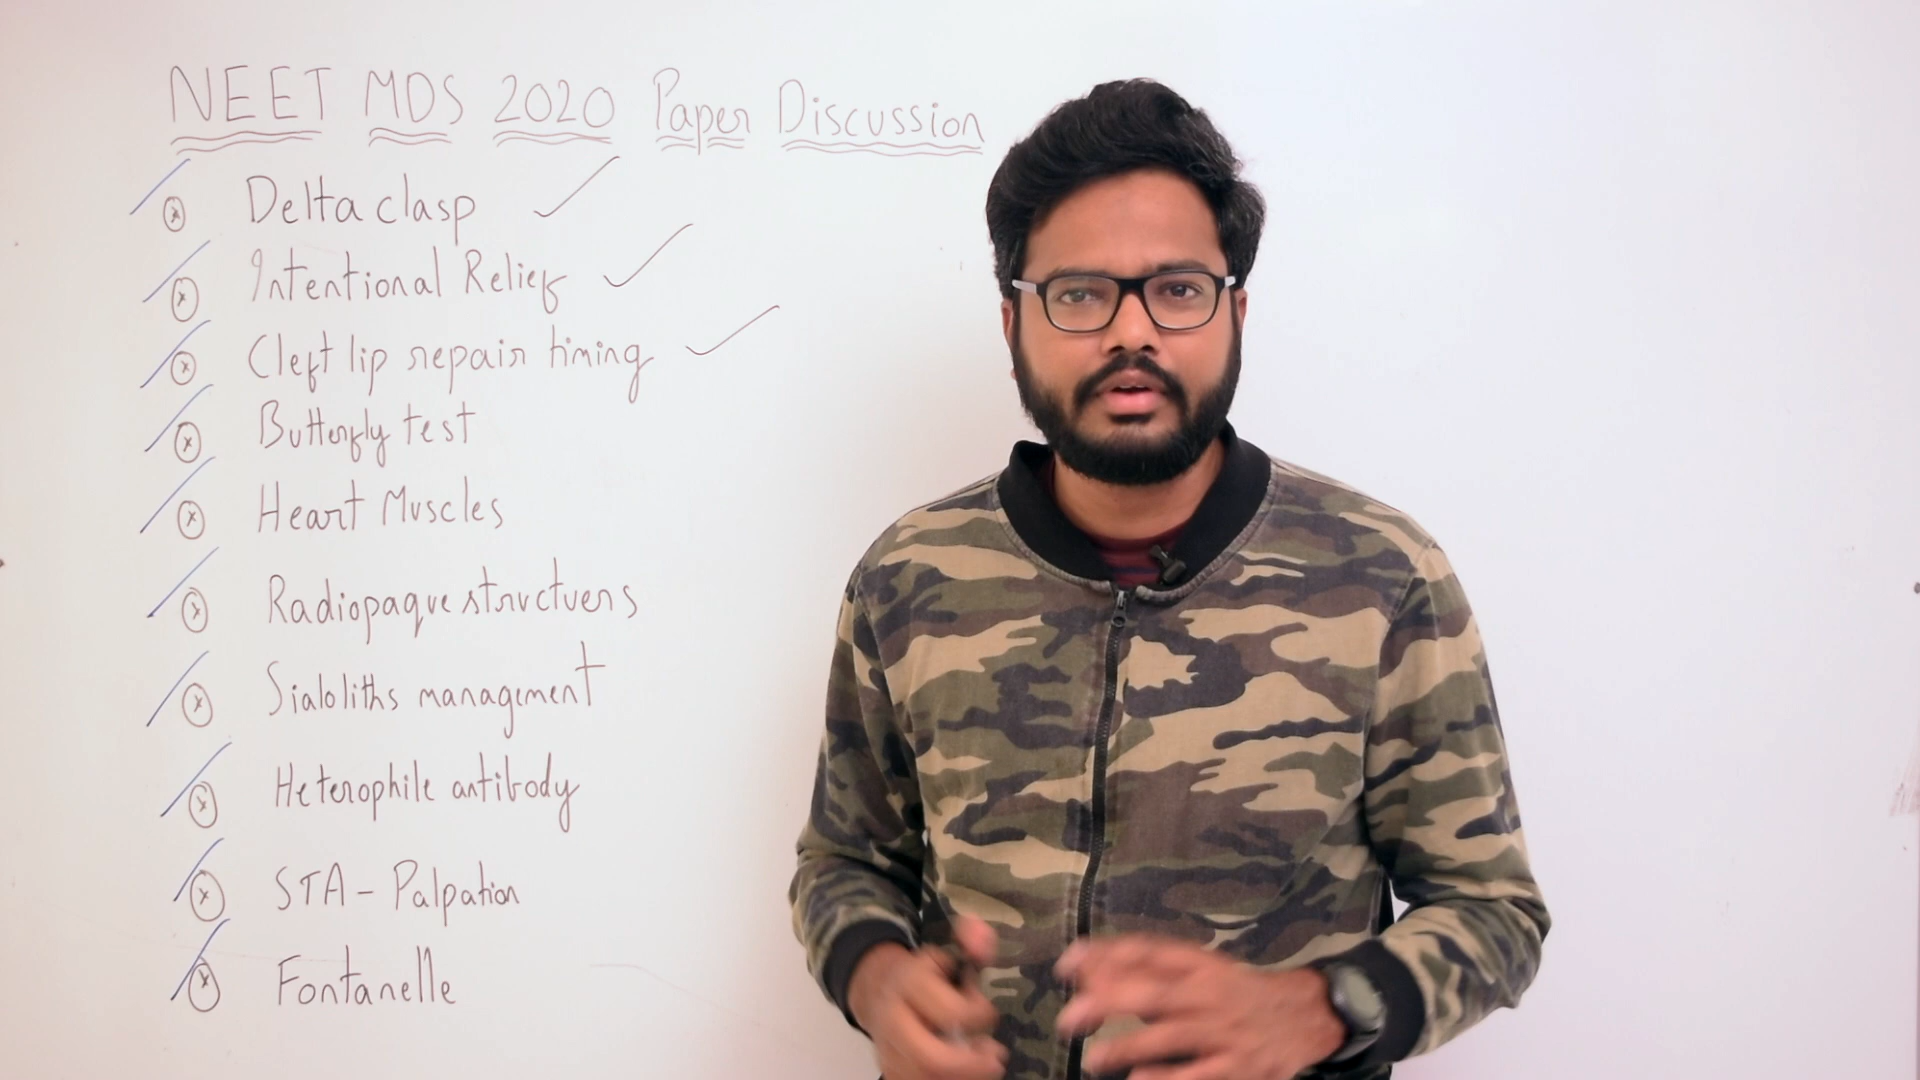 NEET MDS 2020 Paper Discussion
Delta clasp
Intentional Relief
Cleft lip repair timing
Butterfly test
Heart Muscles
Radiopaque structuers
Sialoliths management
Heterophile antibody
STA - Palpation
Fontanelle